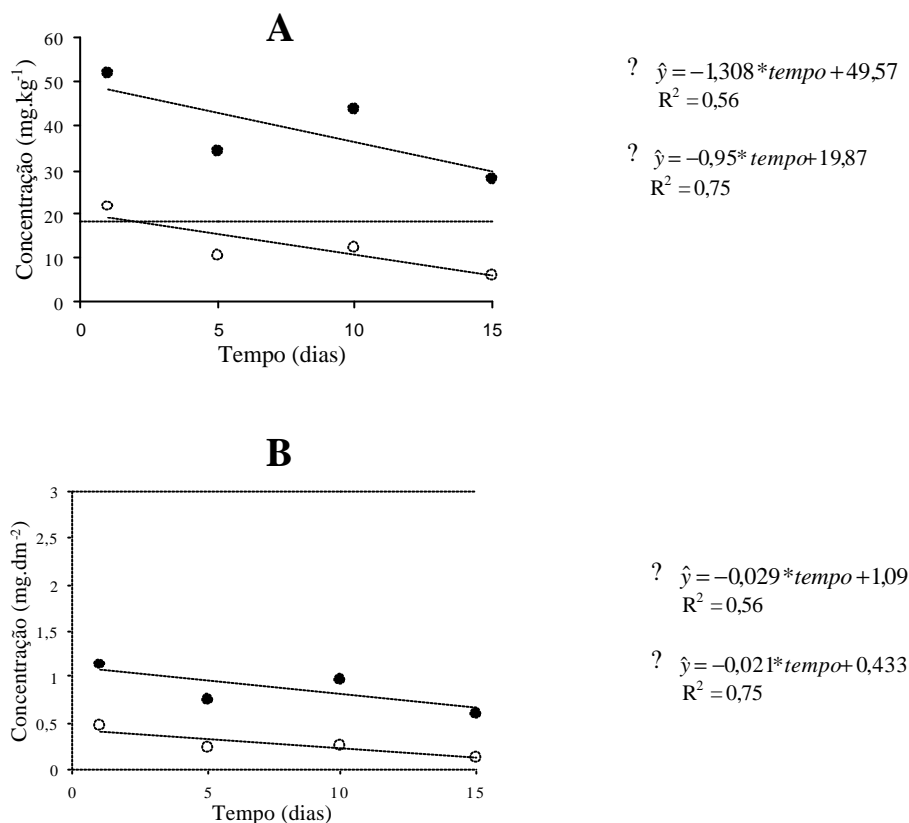 A
60
50
40
30
20
10
0
Concentração (mg.kg⁻¹)
0 5 10 15
Tempo (dias)
? ŷ = −1,308 * tempo + 49,57
R² = 0,56
? ŷ = −0,95* tempo+19,87
R² = 0,75
B
3
2,5
2
1,5
1
0,5
0
Concentração (mg.dm⁻²)
0 5 10 15
Tempo (dias)
? ŷ = −0,029 * tempo + 1,09
R² = 0,56
? ŷ = −0,021* tempo + 0,433
R² = 0,75